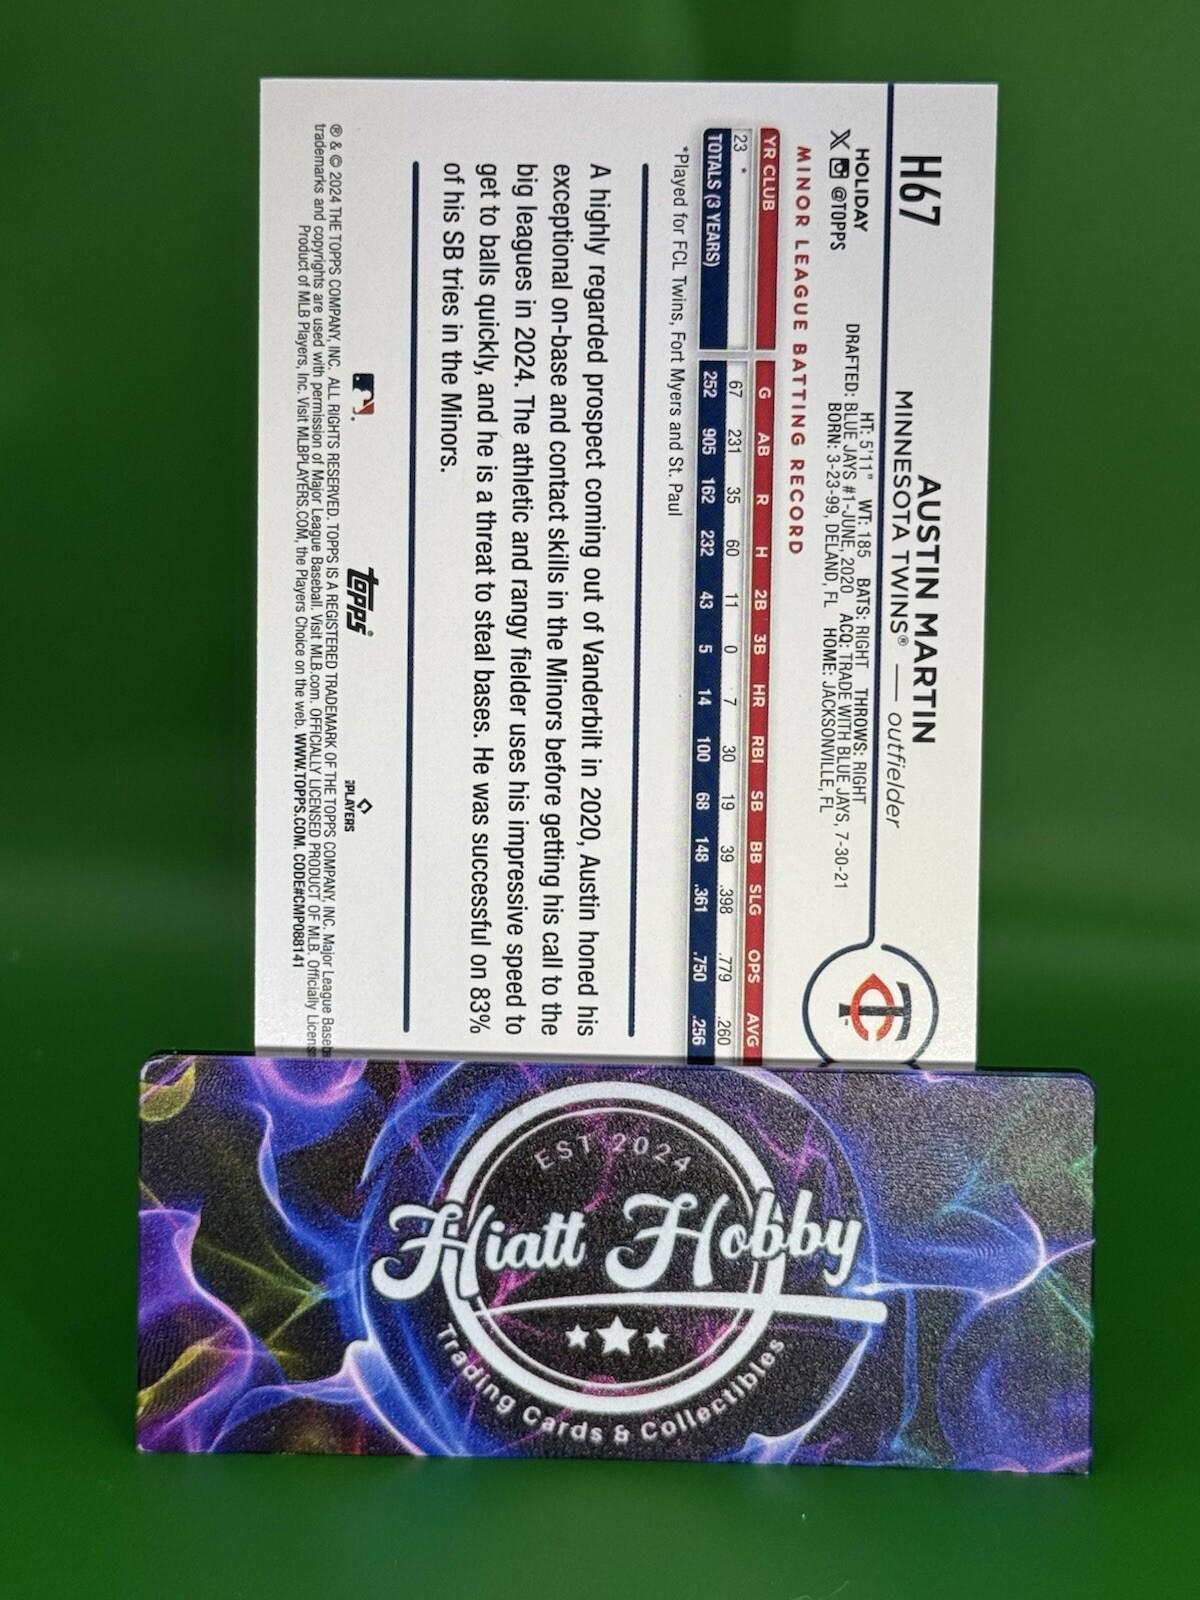 H67
AUSTIN MARTIN
MINNESOTA TWINS® — outfielder
HOLIDAY
@TOPPS
HT: 5'11" WT: 185 BATS: RIGHT THROWS: RIGHT
DRAFTED: BLUE JAYS #1-JUNE, 2020 ACQ: TRADE WITH BLUE JAYS, 7-30-21
BORN: 3-23-99, DELAND, FL HOME: JACKSONVILLE, FL
MINOR LEAGUE BATTING RECORD
YR CLUB G AB R H 2B 3B HR RBI SB BB SLG OPS AVG
23 * 67 231 35 60 11 0 7 30 19 39 .398 .779 .260
TOTALS (3 YEARS) 252 905 162 232 43 5 14 100 68 148 .361 .750 .256
*Played for FCL Twins, Fort Myers and St. Paul
A highly regarded prospect coming out of Vanderbilt in 2020, Austin honed his
exceptional on-base and contact skills in the Minors before getting his call to the
big leagues in 2024. The athletic and rangy fielder uses his impressive speed to
get to balls quickly, and he is a threat to steal bases. He was successful on 83%
of his SB tries in the Minors.
topps®
PLAYERS
® & © 2024 THE TOPPS COMPANY, INC. ALL RIGHTS RESERVED. TOPPS IS A REGISTERED TRADEMARK OF THE TOPPS COMPANY, INC. Major League
trademarks and copyrights are used with permission of Major League Baseball. Visit MLB.com. OFFICIALLY LICENSED PRODUCT OF MLB. Officially
Product of MLB Players, Inc. Visit MLBPLAYERS.COM, the Players Choice on the web. WWW.TOPPS.COM. CODE#CMP088141
EST 2024
Hiatt Hobby
Trading Cards & Collectibles